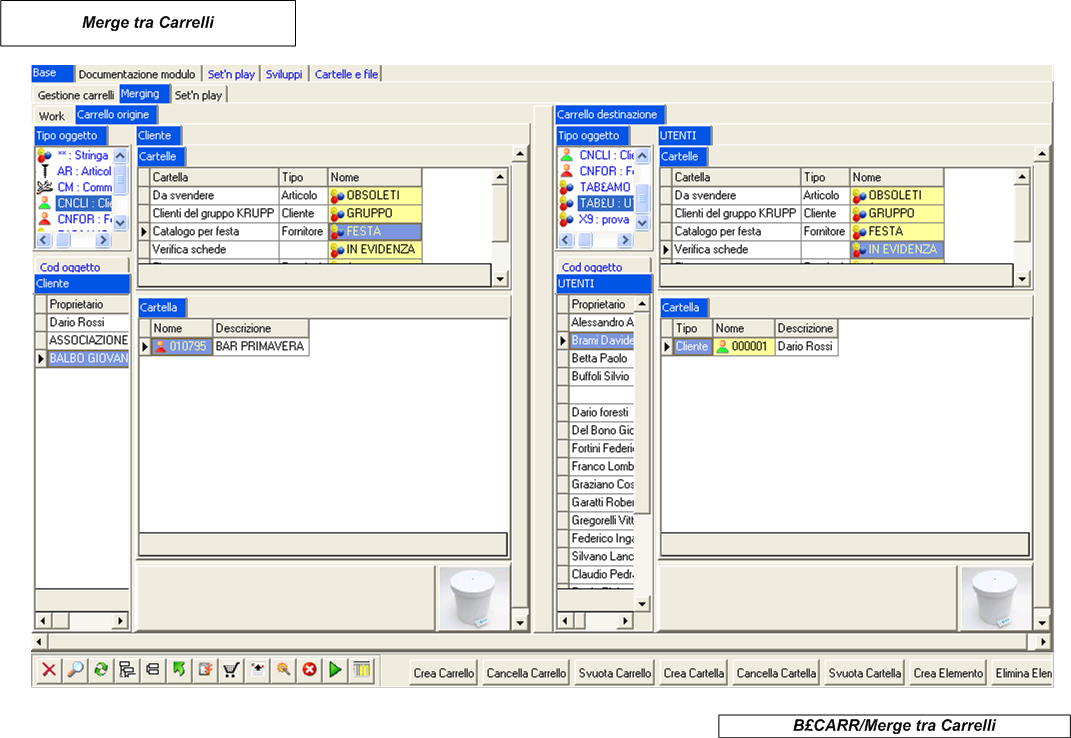 Merge tra Carrelli
Base Documentazione modulo Set'n play Sviluppi Cartelle e file
Gestione carrelli Merging Set'n play
Work Carrello origine
Tipo oggetto
** : Stringa
AR : Articol
CM : Comm
CNCLI : Clie
CNFOR : Fo
Cod oggetto
Cliente
Proprietario
Dario Rossi
ASSOCIAZIONE
BALBO GIOVAN
Cliente
Cartelle
Cartella Tipo Nome
Da svendere Articolo OBSOLETI
Clienti del gruppo KRUPP Cliente GRUPPO
Catalogo per festa Fornitore FESTA
Verifica schede IN EVIDENZA
Cartella
Nome Descrizione
010795 BAR PRIMAVERA
Carrello destinazione
Tipo oggetto
CNCLI : Clie
CNFOR : Fo
TAB£AMO
TAB£U : U
X9 : prova
Cod oggetto
UTENTI
Proprietario
Alessandro A
Brami Davide
Betta Paolo
Buffoli Silvio
Dario foresti
Del Bono Gio
Fortini Federic
Franco Lomb
Graziano Cos
Garatti Rober
Gregorelli Vitt
Federico Inga
Silvano Lanc
Claudio Pedra
UTENTI
Cartelle
Cartella Tipo Nome
Da svendere Articolo OBSOLETI
Clienti del gruppo KRUPP Cliente GRUPPO
Catalogo per festa Fornitore FESTA
Verifica schede IN EVIDENZA
Cartella
Tipo Nome Descrizione
Cliente 000001 Dario Rossi
Crea Carrello Cancella Carrello Svuota Carrello Crea Cartella Cancella Cartella Svuota Cartella Crea Elemento Elimina Elen
B£CARR/Merge tra Carrelli